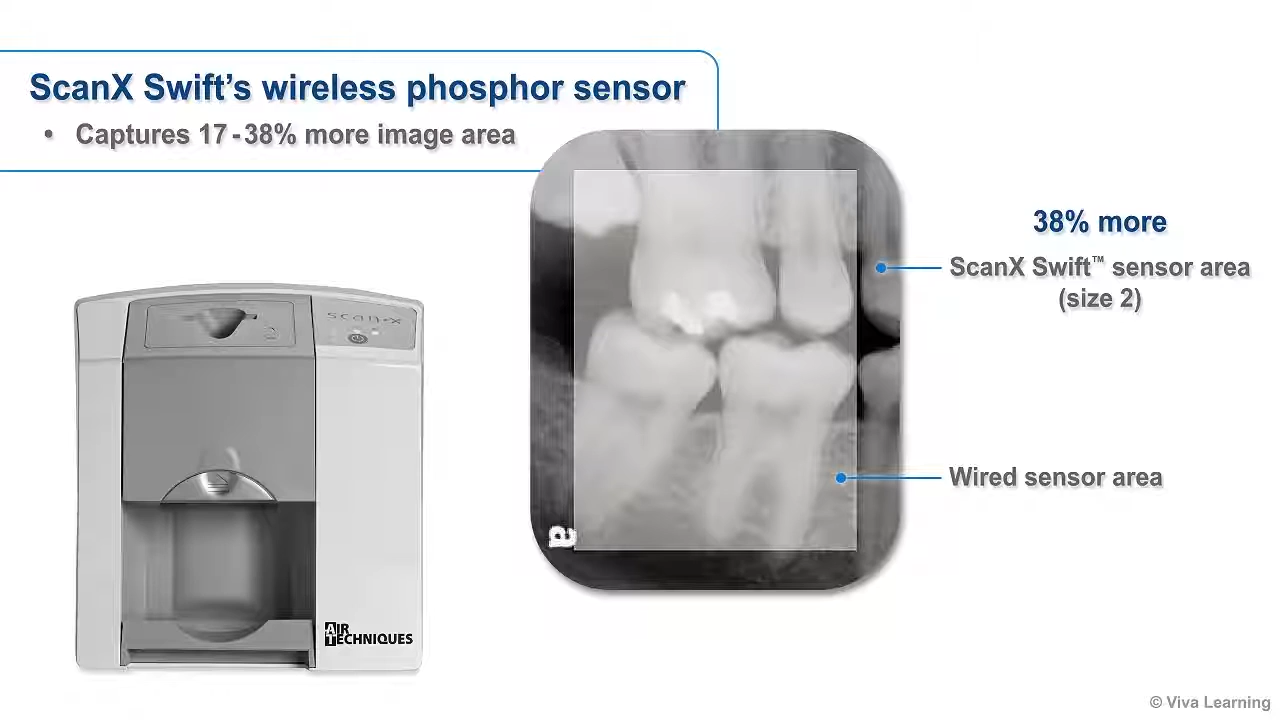 ScanX Swift’s wireless phosphor sensor
• Captures 17-38% more image area
38% more
ScanX Swift™ sensor area
(size 2)
scan-x
Wired sensor area
a
AIR
TECHNIQUES
© Viva Learning